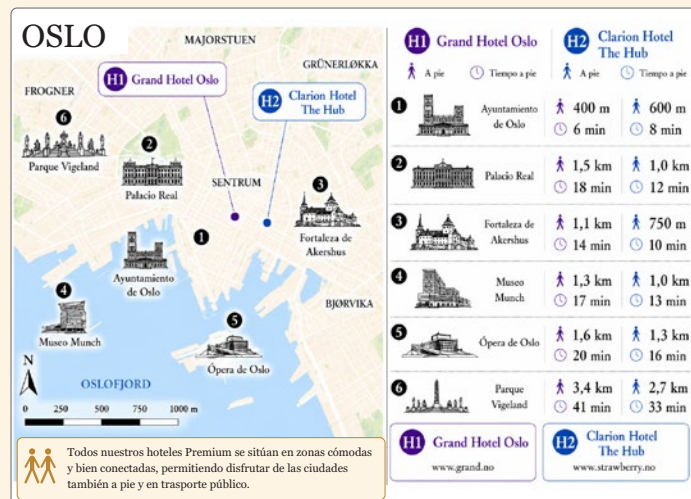 OSLO
MAJORSTUEN
GRÜNERLØKKA
H1 Grand Hotel Oslo
FROGNER
H2 Clarion Hotel
The Hub
6
Parque Vigeland
2
Palacio Real
SENTRUM
3
Fortaleza de
Akershus
1
Ayuntamiento
de Oslo
BJØRVIKA
4
Museo Munch
5
Ópera de Oslo
N
OSLOFJORD
0 250 500 750 1000 m
Todos nuestros hoteles Premium se sitúan en zonas cómodas
y bien conectadas, permitiendo disfrutar de las ciudades
también a pie y en trasporte público.
H1 Grand Hotel Oslo
A pie Tiempo a pie
H2 Clarion Hotel
The Hub
A pie Tiempo a pie
1 Ayuntamiento
de Oslo
400 m 600 m
6 min 8 min
2 Palacio Real
1,5 km 1,0 km
18 min 12 min
3 Fortaleza de
Akershus
1,1 km 750 m
14 min 10 min
4 Museo
Munch
1,3 km 1,0 km
17 min 13 min
5 Ópera de Oslo
1,6 km 1,3 km
20 min 16 min
6 Parque
Vigeland
3,4 km 2,7 km
41 min 33 min
H1 Grand Hotel Oslo
www.grand.no
H2 Clarion Hotel
The Hub
www.strawberry.no